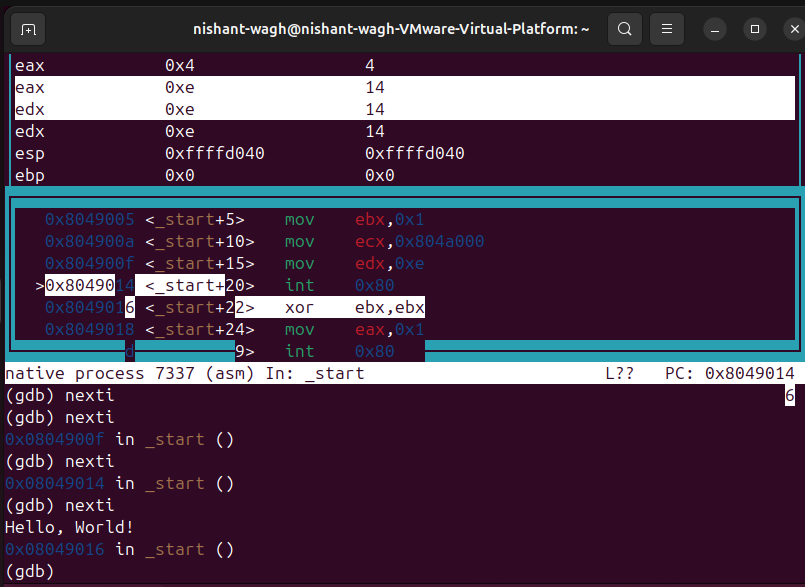 nishant-wagh@nishant-wagh-VMware-Virtual-Platform: ~
eax 0x4 4
eax 0xe 14
edx 0xe 14
edx 0xe 14
esp 0xffffd040 0xffffd040
ebp 0x0 0x0
0x8049005 <_start+5> mov ebx,0x1
0x804900a <_start+10> mov ecx,0x804a000
0x804900f <_start+15> mov edx,0xe
>0x8049014 <_start+20> int 0x80
0x8049016 <_start+22> xor ebx,ebx
0x8049018 <_start+24> mov eax,0x1
d 9> int 0x80
native process 7337 (asm) In: _start L?? PC: 0x8049014
(gdb) nexti 6
(gdb) nexti
0x0804900f in _start ()
(gdb) nexti
0x08049014 in _start ()
(gdb) nexti
Hello, World!
0x08049016 in _start ()
(gdb)